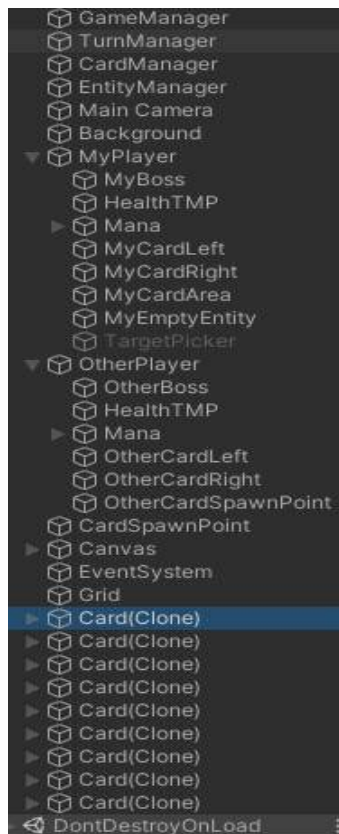 GameManager
TurnManager
CardManager
EntityManager
Main Camera
Background
MyPlayer
MyBoss
HealthTMP
Mana
MyCardLeft
MyCardRight
MyCardArea
MyEmptyEntity
TargetPicker
OtherPlayer
OtherBoss
HealthTMP
Mana
OtherCardLeft
OtherCardRight
OtherCardSpawnPoint
CardSpawnPoint
Canvas
EventSystem
Grid
Card(Clone)
Card(Clone)
Card(Clone)
Card(Clone)
Card(Clone)
Card(Clone)
Card(Clone)
Card(Clone)
Card(Clone)
DontDestroyOnLoad